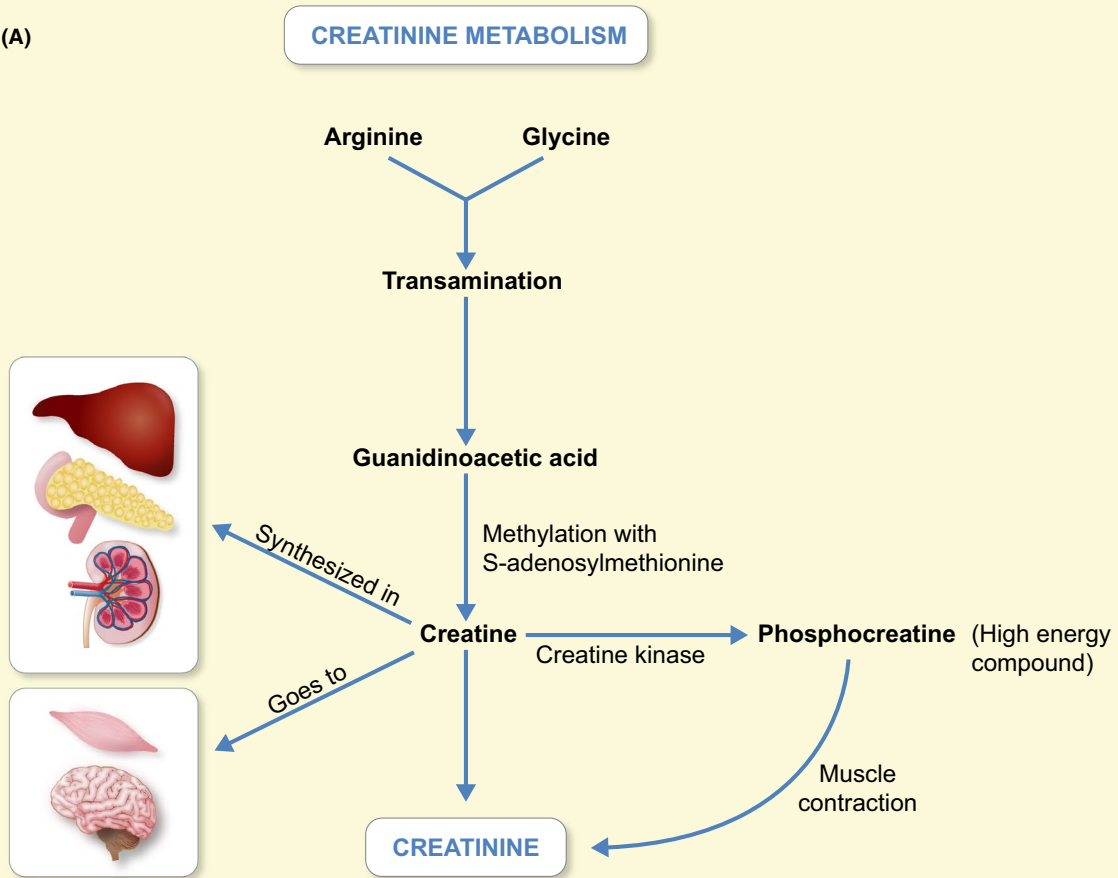 (A)
CREATININE METABOLISM
Arginine
Glycine
Transamination
Guanidinoacetic acid
Methylation with
S-adenosylmethionine
Synthesized in
Creatine
Creatine kinase
Phosphocreatine
(High energy
compound)
Goes to
Muscle
contraction
CREATININE